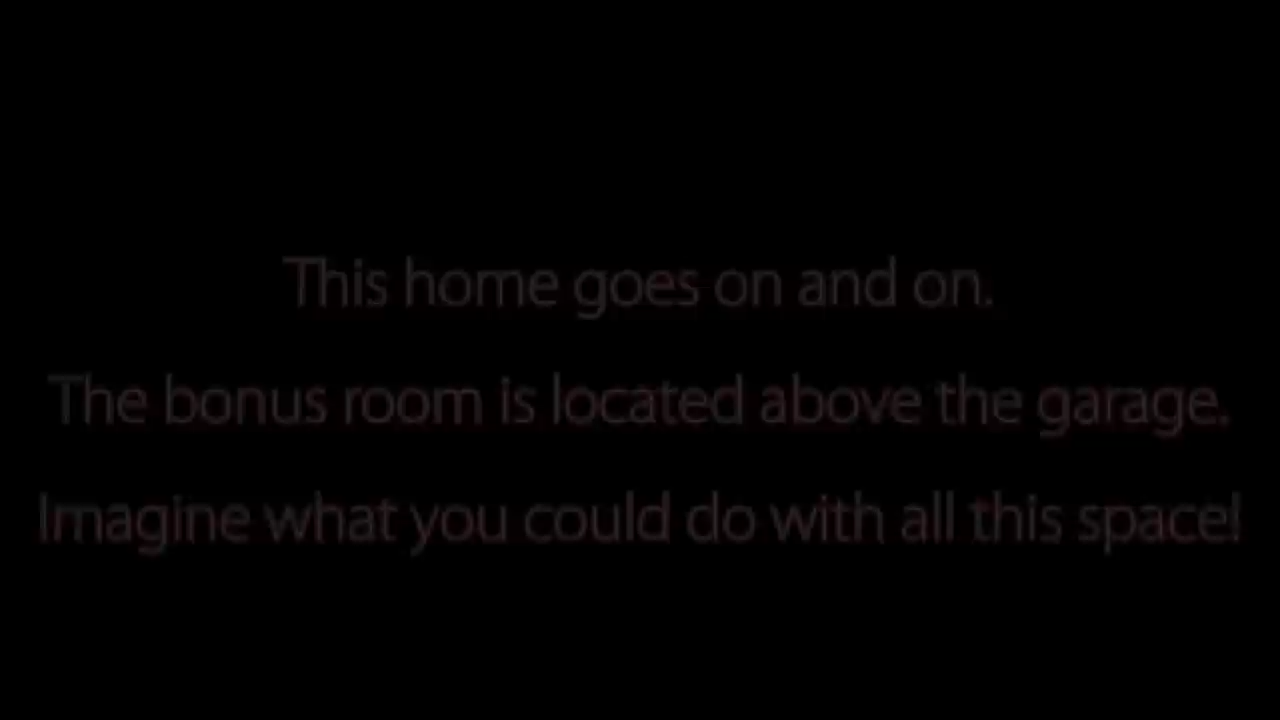 This home goes on and on.
The bonus room is located above the garage.
Imagine what you could do with all this space!